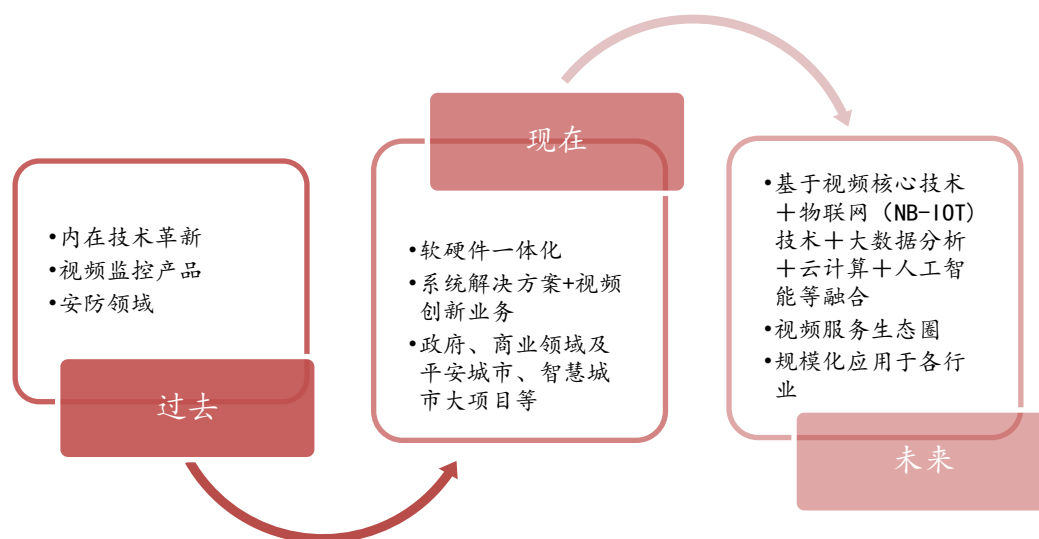 •内在技术革新
•视频监控产品
•安防领域
过去
现在
•软硬件一体化
•系统解决方案+视频
创新业务
•政府、商业领域及
平安城市、智慧城
市大项目等
•基于视频核心技术
＋物联网（NB-IOT）
技术＋大数据分析
＋云计算＋人工智
能等融合
•视频服务生态圈
•规模化应用于各行
业
未来